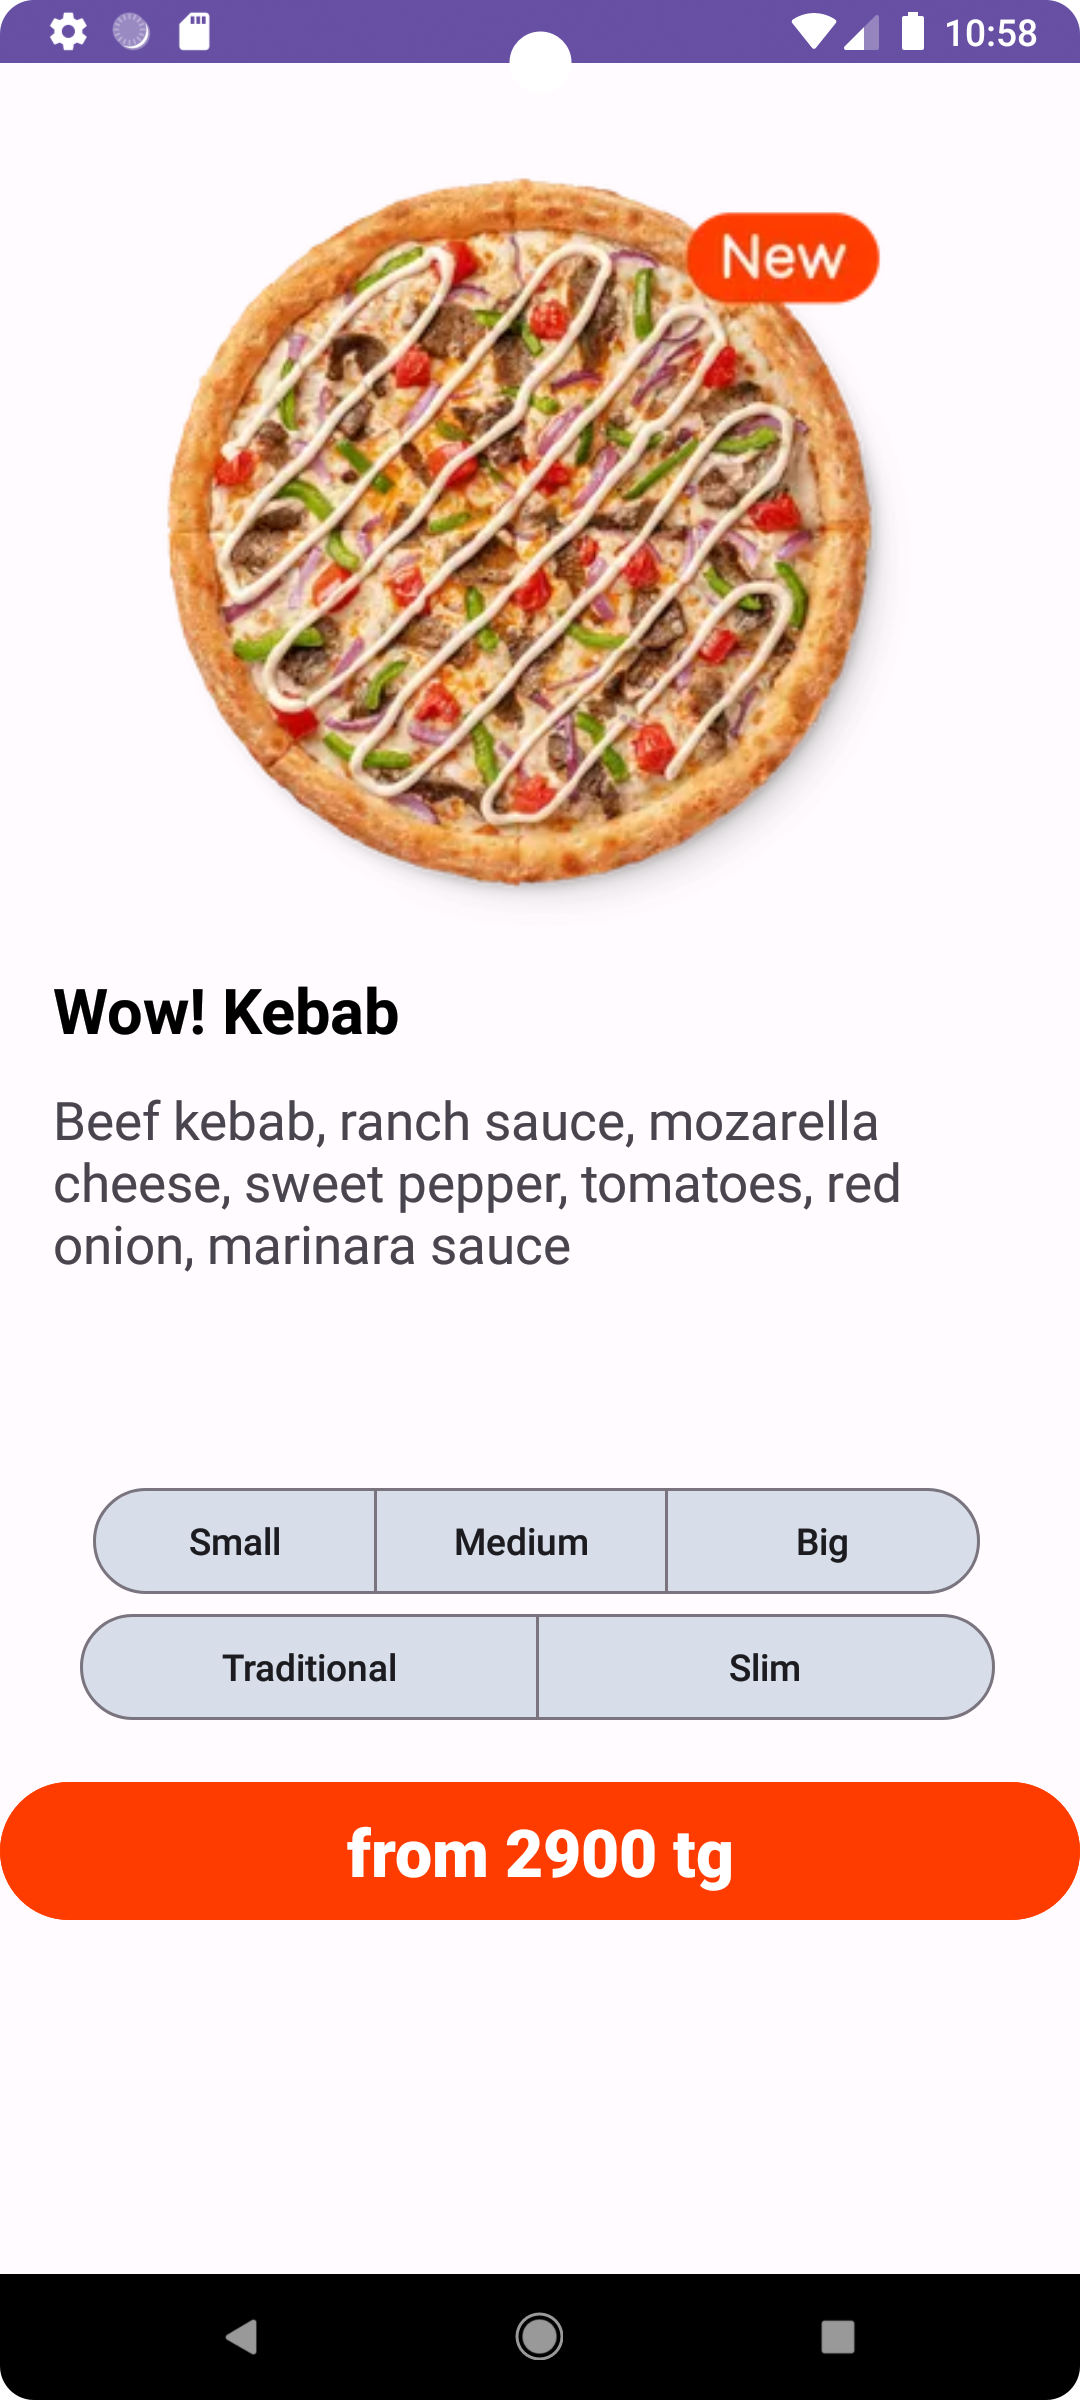 10:58
New
Wow! Kebab
Beef kebab, ranch sauce, mozarella
cheese, sweet pepper, tomatoes, red
onion, marinara sauce
Small Medium Big
Traditional Slim
from 2900 tg